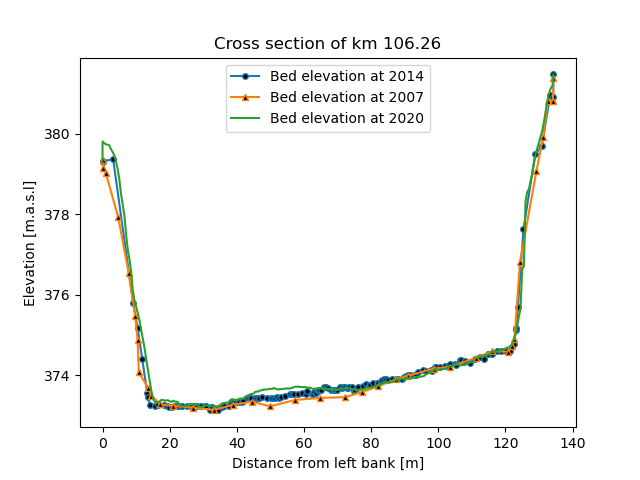 Cross section of km 106.26
Bed elevation at 2014
Bed elevation at 2007
Bed elevation at 2020
Elevation [m.a.s.l]
380
378
376
374
0 20 40 60 80 100 120 140
Distance from left bank [m]